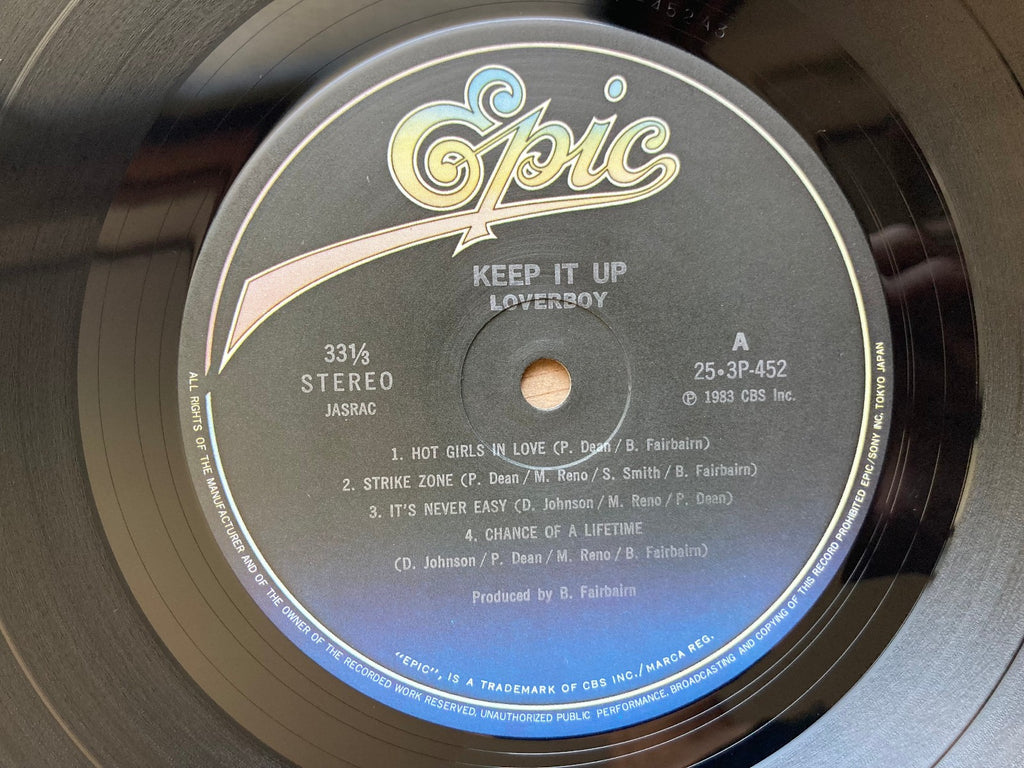 Epic
KEEP IT UP
LOVERBOY
33⅓
STEREO
JASRAC
A
25•3P-452
Ⓟ 1983 CBS Inc.
1. HOT GIRLS IN LOVE (P. Dean / B. Fairbairn)
2. STRIKE ZONE (P. Dean / M. Reno / S. Smith / B. Fairbairn)
3. IT'S NEVER EASY (D. Johnson / M. Reno / P. Dean)
4. CHANCE OF A LIFETIME
(D. Johnson / P. Dean / M. Reno / B. Fairbairn)
Produced by B. Fairbairn
"EPIC", IS A TRADEMARK OF CBS INC./MARCA REG.
ALL RIGHTS OF THE MANUFACTURER AND OF THE OWNER OF THE RECORDED WORK RESERVED, UNAUTHORIZED PUBLIC PERFORMANCE, BROADCASTING AND COPYING OF THIS RECORD PROHIBITED EPIC/SONY INC, TOKYO JAPAN